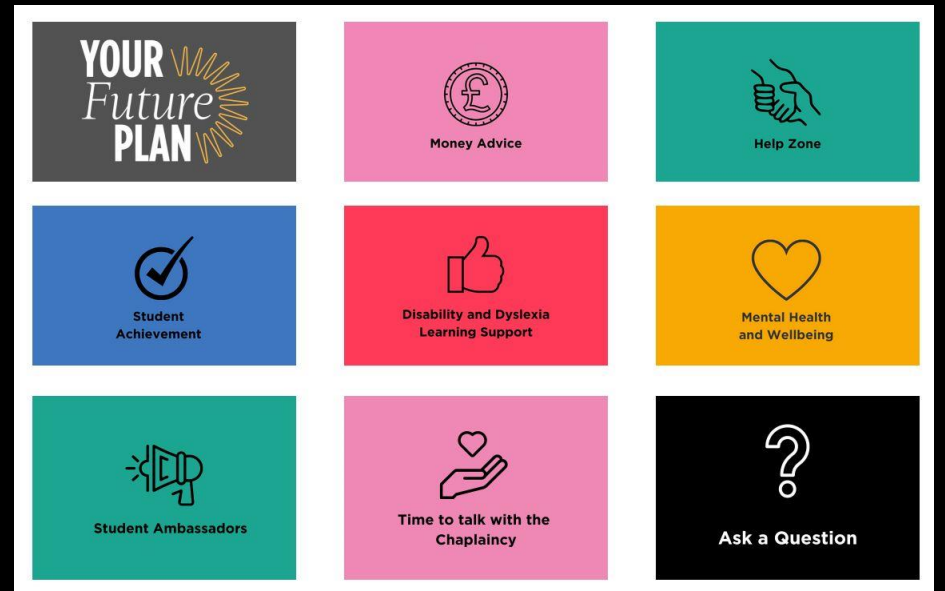 YOUR
Future
PLAN
£
Money Advice
Help Zone
Student
Achievement
Disability and Dyslexia
Learning Support
Mental Health
and Wellbeing
Student Ambassadors
Time to talk with the
Chaplaincy
?
Ask a Question